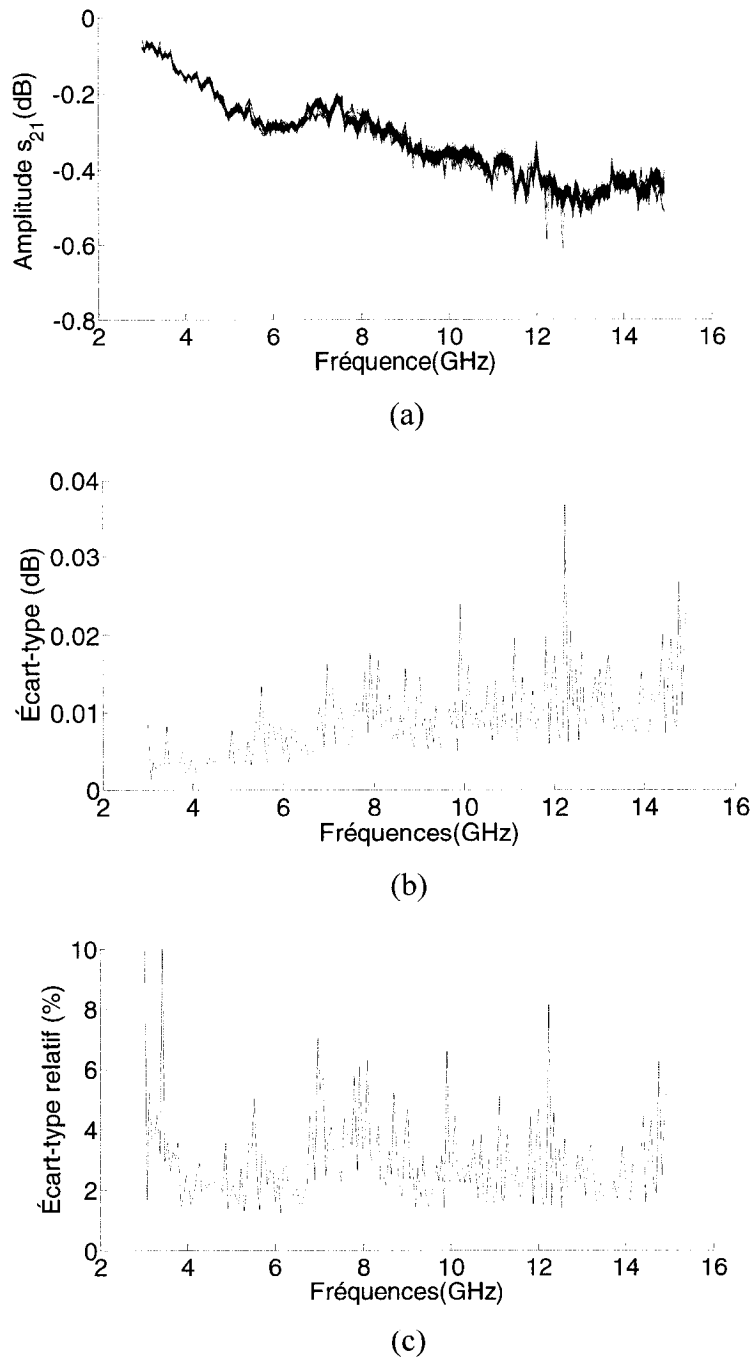 0
-0.2
-0.4
-0.6
-0.8
Amplitude s21(dB)
2 4 6 8 10 12 14 16
Fréquence(GHz)
(a)
0.04
0.03
0.02
0.01
0
Écart-type (dB)
2 4 6 8 10 12 14 16
Fréquences(GHz)
(b)
10
8
6
4
2
0
Écart-type relatif (%)
2 4 6 8 10 12 14 16
Fréquences(GHz)
(c)